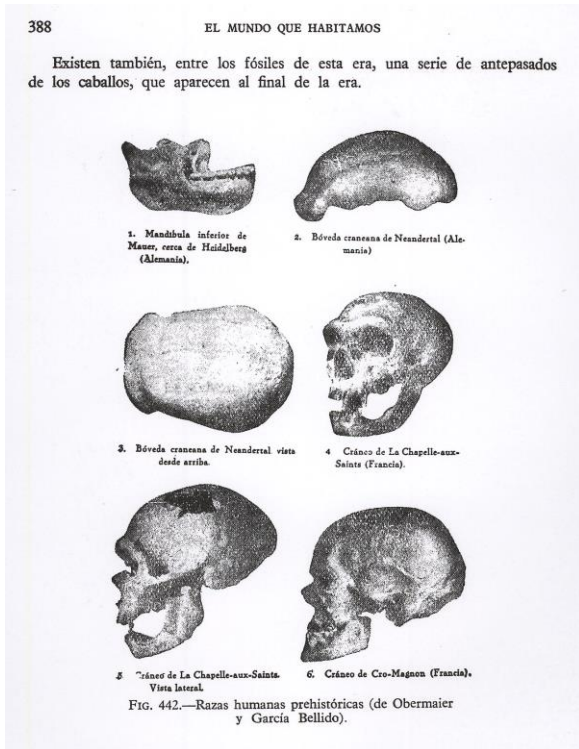 388
EL MUNDO QUE HABITAMOS
Existen también, entre los fósiles de esta era, una serie de antepasados
de los caballos, que aparecen al final de la era.
1. Mandíbula inferior de
Mauer, cerca de Heidelberg
(Alemania).
2. Bóveda craneana de Neandertal (Ale-
mania)
3. Bóveda craneana de Neandertal vista
desde arriba.
4 Cráneo de La Chapelle-aux-
Saints (Francia).
5 Cráneo de La Chapelle-aux-Saints.
Vista lateral.
6. Cráneo de Cro-Magnon (Francia).
FIG. 442.—Razas humanas prehistóricas (de Obermaier
y García Bellido).